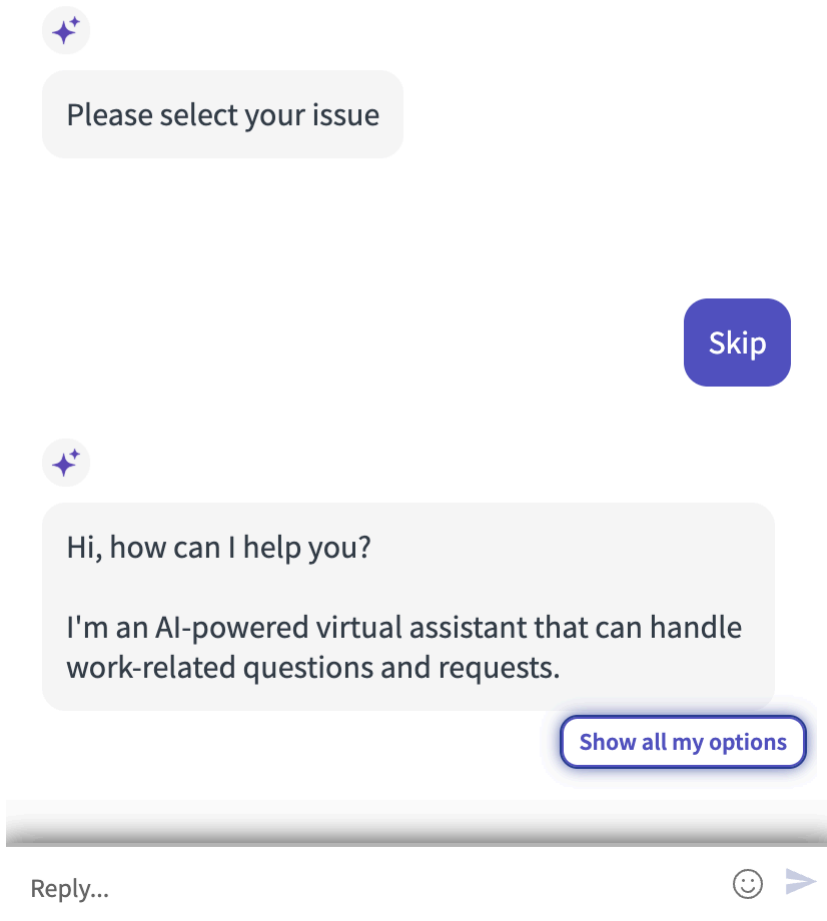 Please select your issue
Skip
Hi, how can I help you?
I'm an AI-powered virtual assistant that can handle
work-related questions and requests.
Show all my options
Reply...